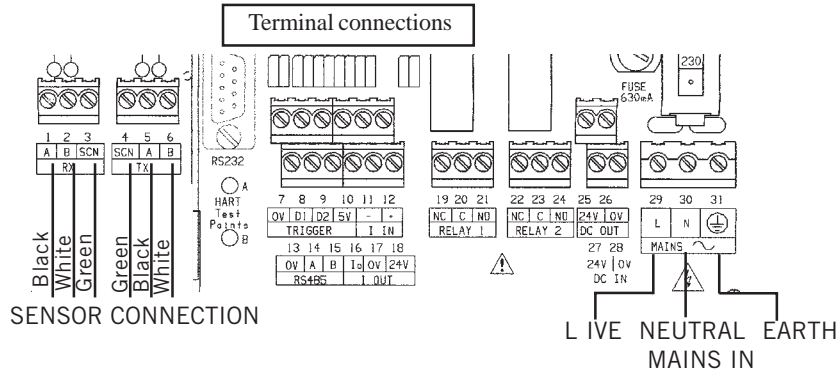 Terminal connections
230
FUSE
630mA
1 2 3
A B SCN
RX
4 5 6
SCN A B
TX
RS232
A
HART
Test
Points
B
7 8 9 10 11 12
0V D1 D2 5V - +
TRIGGER I IN
13 14 15 16 17 18
0V A B Io 0V 24V
RS485 I OUT
19 20 21
NC C NO
RELAY 1
22 23 24
NC C NO
RELAY 2
25 26
24V 0V
DC OUT
27 28
24V 0V
DC IN
29 30 31
L N
MAINS
Black
White
Green
Green
Black
White
SENSOR CONNECTION
L IVE NEUTRAL EARTH
MAINS IN